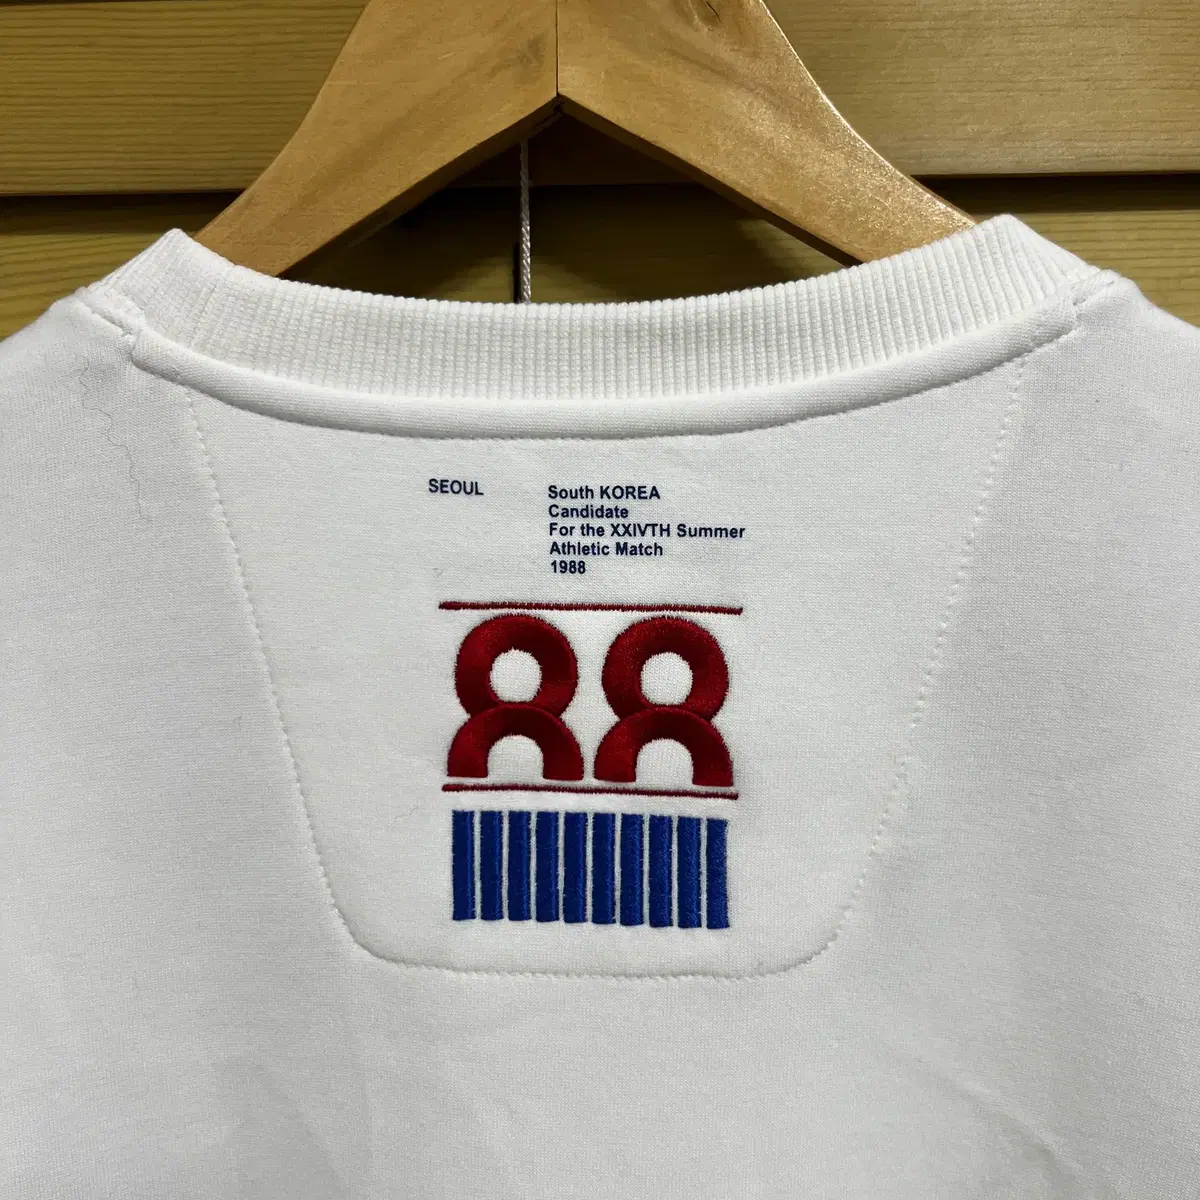 SEOUL
South KOREA
Candidate
For the XXIVTH Summer
Athletic Match
1988
88